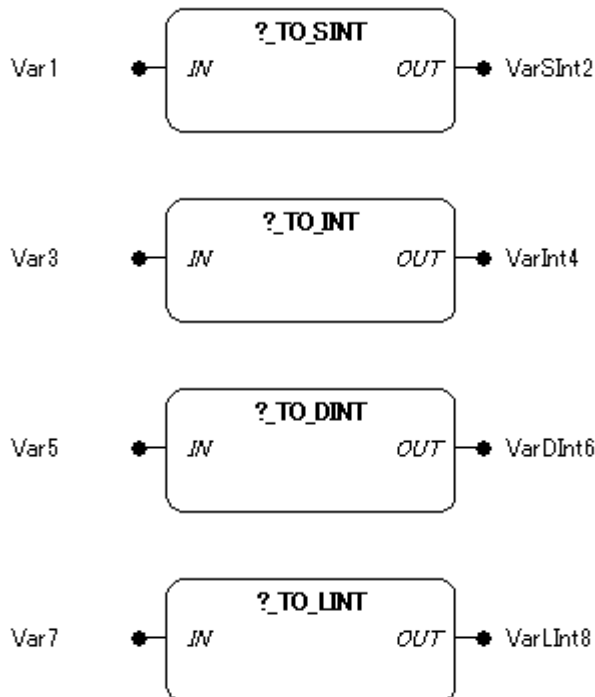 ?_TO_SINT
Var1 IN OUT VarSInt2
?_TO_INT
Var3 IN OUT VarInt4
?_TO_DINT
Var5 IN OUT VarDInt6
?_TO_LINT
Var7 IN OUT VarLInt8